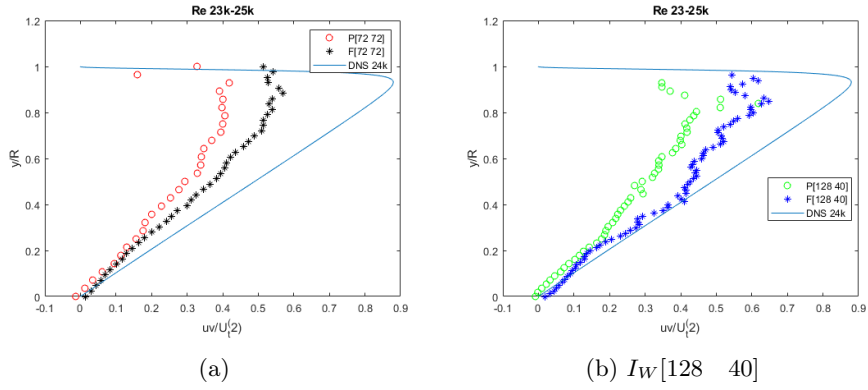 Re 23k-25k
P[72 72]
F[72 72]
DNS 24k
y/R
1.2
1
0.8
0.6
0.4
0.2
0
0 0.1 0.2 0.3 0.4 0.5 0.6 0.7 0.8 0.9
uv/U_t^(2)
(a)
Re 23-25k
P[128 40]
F[128 40]
DNS 24k
y/R
1.2
1
0.8
0.6
0.4
0.2
0
0 0.1 0.2 0.3 0.4 0.5 0.6 0.7 0.8 0.9
uv/U_t^(2)
(b) I_W[128 40]